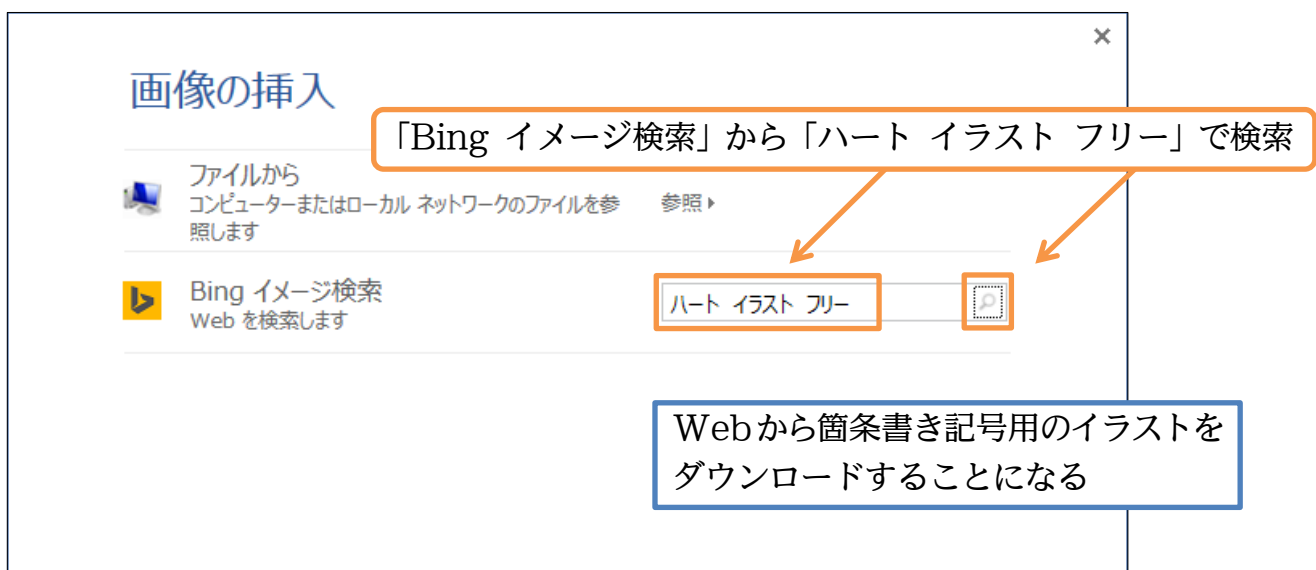 ×
画像の挿入
「Bing イメージ検索」から「ハート イラスト フリー」で検索
ファイルから
コンピューターまたはローカル ネットワークのファイルを参
照します
参照
Bing イメージ検索
Web を検索します
ハート イラスト フリー
Webから箇条書き記号用のイラストを
ダウンロードすることになる